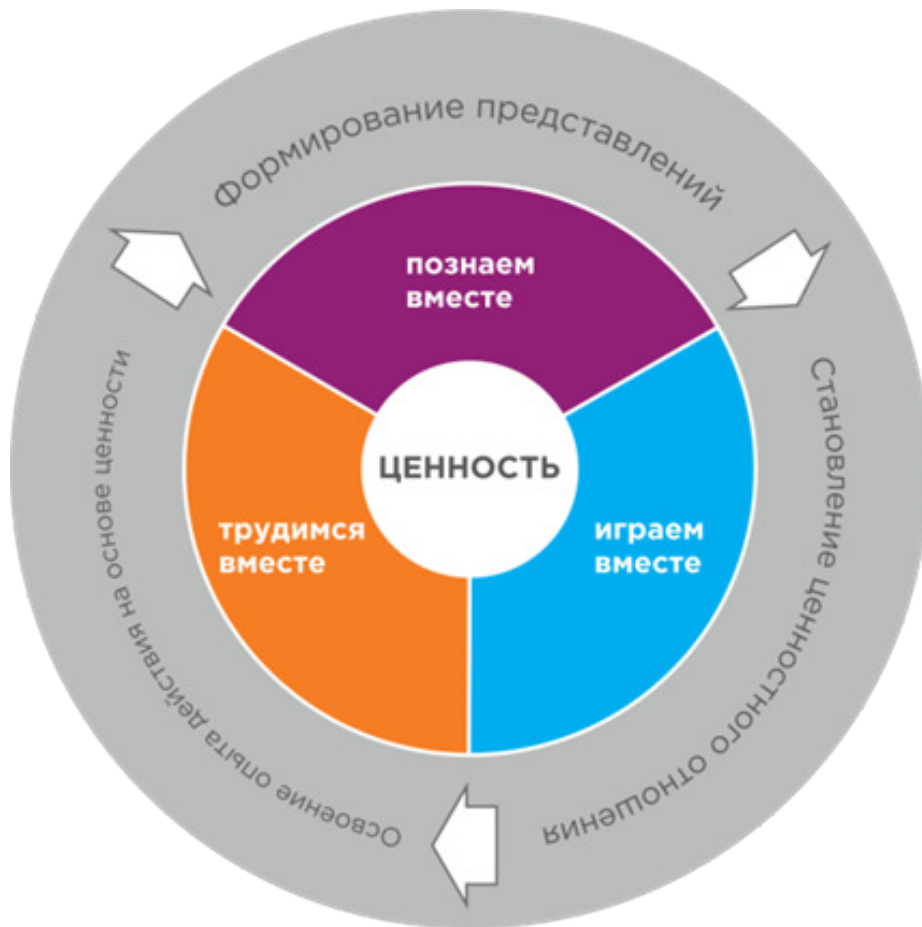 Формирование представлений
познаем
вместе
Становление ценностного отношения
ЦЕННОСТЬ
играем
вместе
трудимся
вместе
Освоение опыта действия на основе ценности